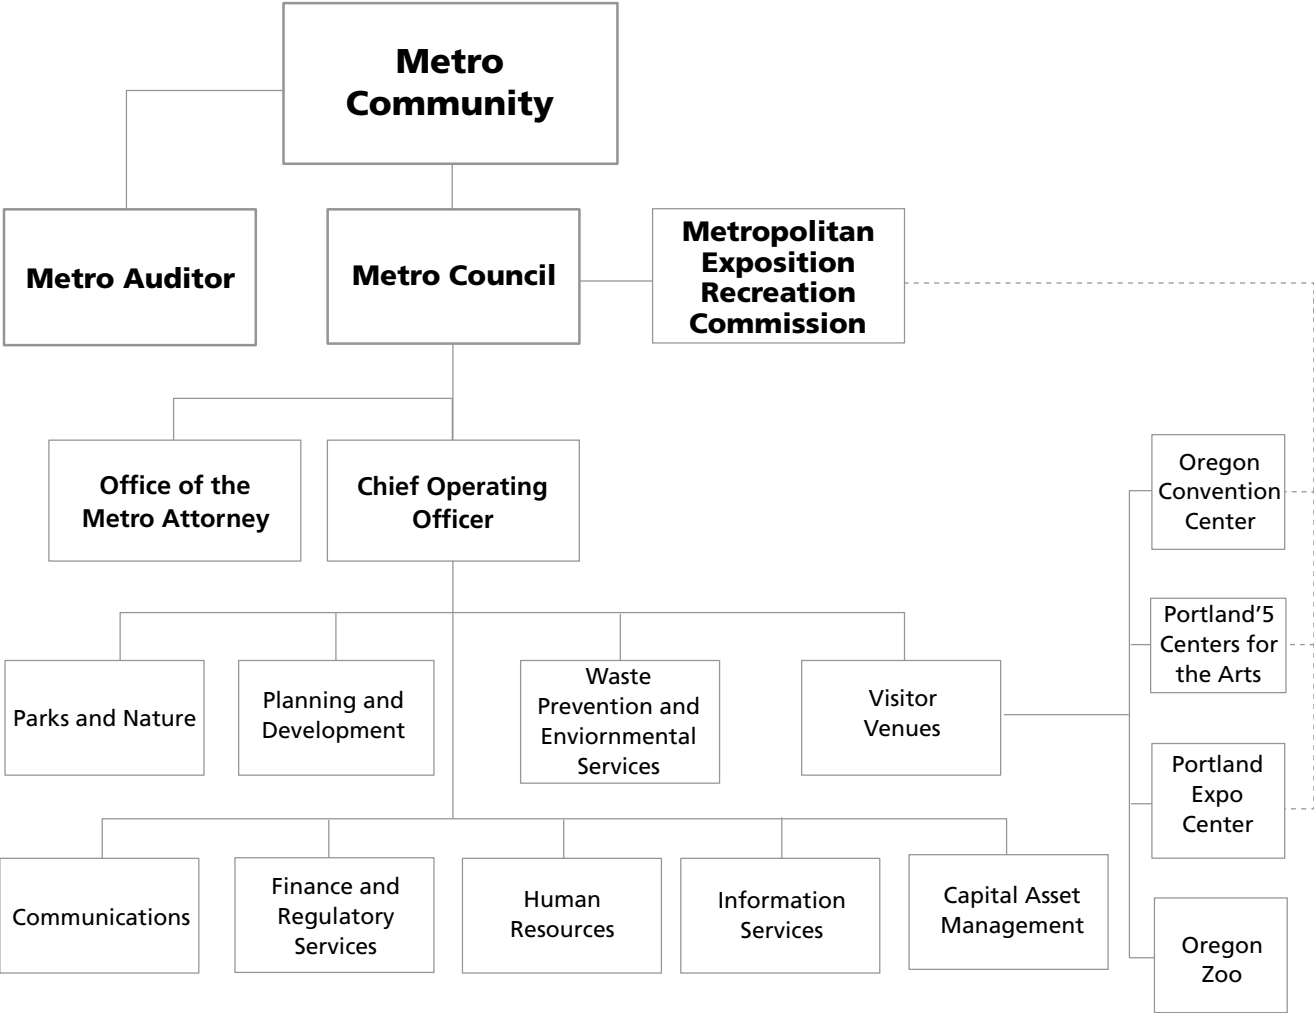 Metro
Community
Metro Auditor
Metro Council
Metropolitan
Exposition
Recreation
Commission
Office of the
Metro Attorney
Chief Operating
Officer
Parks and Nature
Planning and
Development
Waste
Prevention and
Enviornmental
Services
Visitor
Venues
Oregon
Convention
Center
Portland’5
Centers for
the Arts
Portland
Expo
Center
Oregon
Zoo
Communications
Finance and
Regulatory
Services
Human
Resources
Information
Services
Capital Asset
Management